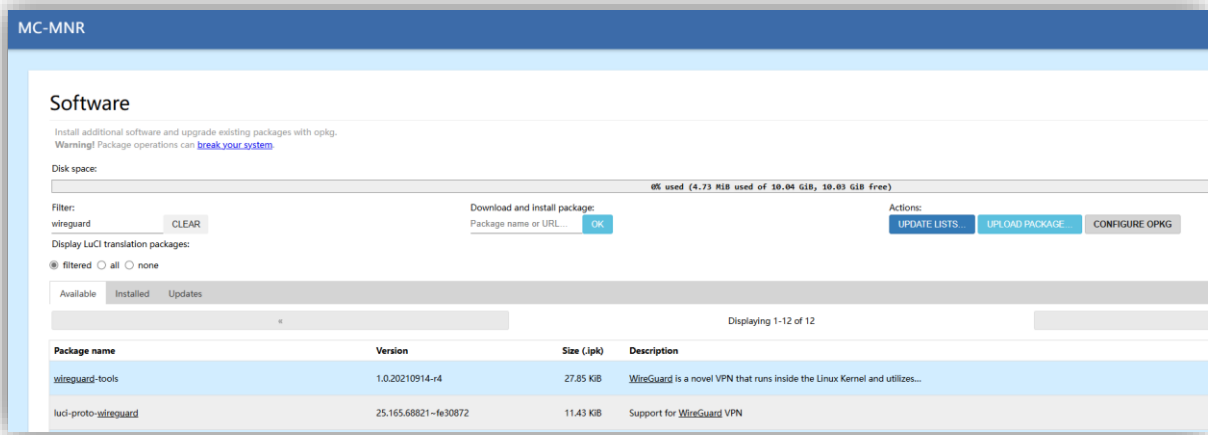 MC-MNR
Software
Install additional software and upgrade existing packages with opkg.
Warning! Package operations can break your system.
Disk space:
0% used (4.73 MiB used of 10.04 GiB, 10.03 GiB free)
Filter: Download and install package: Actions:
wireguard CLEAR Package name or URL... OK UPDATE LISTS... UPLOAD PACKAGE... CONFIGURE OPKG
Display LuCI translation packages:
filtered all none
Available Installed Updates
« Displaying 1-12 of 12
Package name Version Size (.ipk) Description
wireguard-tools 1.0.20210914-r4 27.85 KiB WireGuard is a novel VPN that runs inside the Linux Kernel and utilizes...
luci-proto-wireguard 25.165.68821~fe30872 11.43 KiB Support for WireGuard VPN